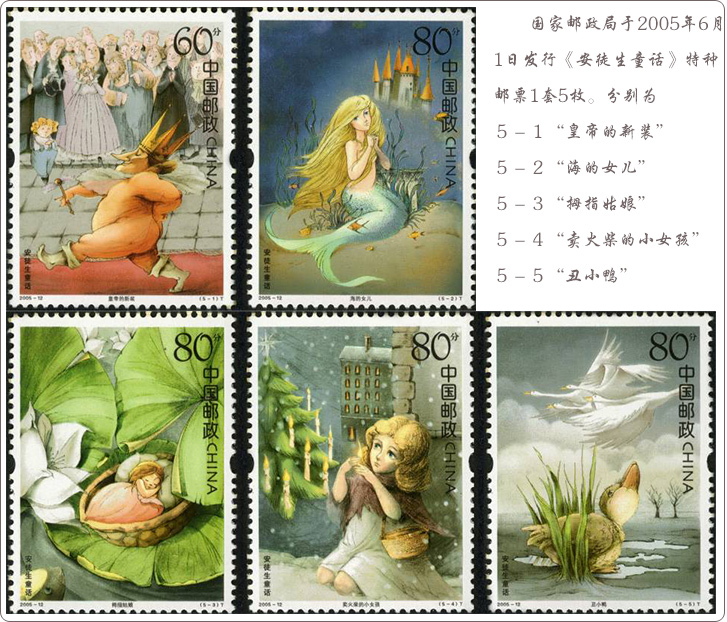 国家邮政局于2005年6月
1日发行《安徒生童话》特种
邮票1套5枚。分别为
5-1“皇帝的新装”
5-2“海的女儿”
5-3“拇指姑娘”
5-4“卖火柴的小女孩”
5-5“丑小鸭”
60分
中国邮政 CHINA
安徒生童话
2005-12 皇帝的新装 (5-1)T
80分
中国邮政 CHINA
安徒生童话
2005-12 海的女儿 (5-2)T
80分
中国邮政 CHINA
安徒生童话
2005-12 拇指姑娘 (5-3)T
80分
中国邮政 CHINA
安徒生童话
2005-12 卖火柴的小女孩 (5-4)T
80分
中国邮政 CHINA
安徒生童话
2005-12 丑小鸭 (5-5)T